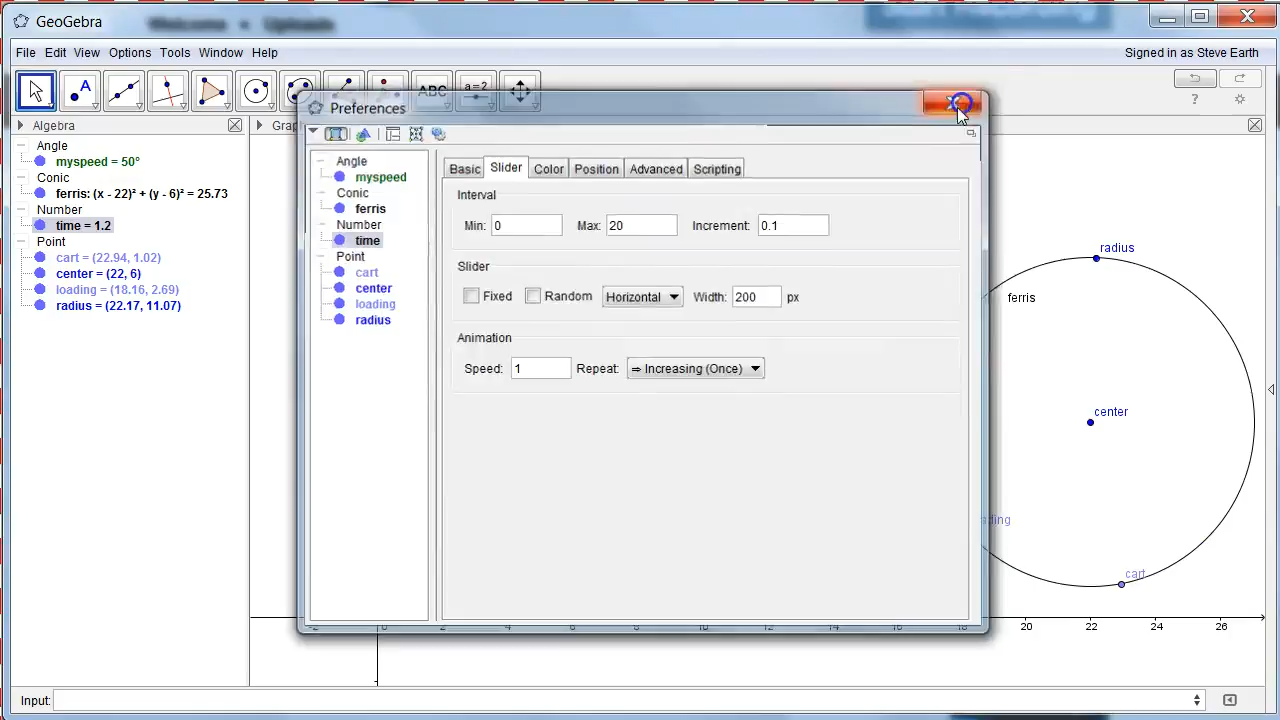 Welcome • Uploads
GeoGebra
File Edit View Options Tools Window Help
Signed in as Steve Earth
A
ABC
a=2
?
Preferences
Algebra
Angle
myspeed = 50°
Conic
ferris: (x - 22)² + (y - 6)² = 25.73
Number
time = 1.2
Point
cart = (22.94, 1.02)
center = (22, 6)
loading = (18.16, 2.69)
radius = (22.17, 11.07)
Angle
myspeed
Conic
ferris
Number
time
Point
cart
center
loading
radius
Basic Slider Color Position Advanced Scripting
Interval
Min: 0 Max: 20 Increment: 0.1
Slider
Fixed Random Horizontal Width: 200 px
Animation
Speed: 1 Repeat: ⇨ Increasing (Once)
radius
ferris
center
cart
20 22 24 26
Input: